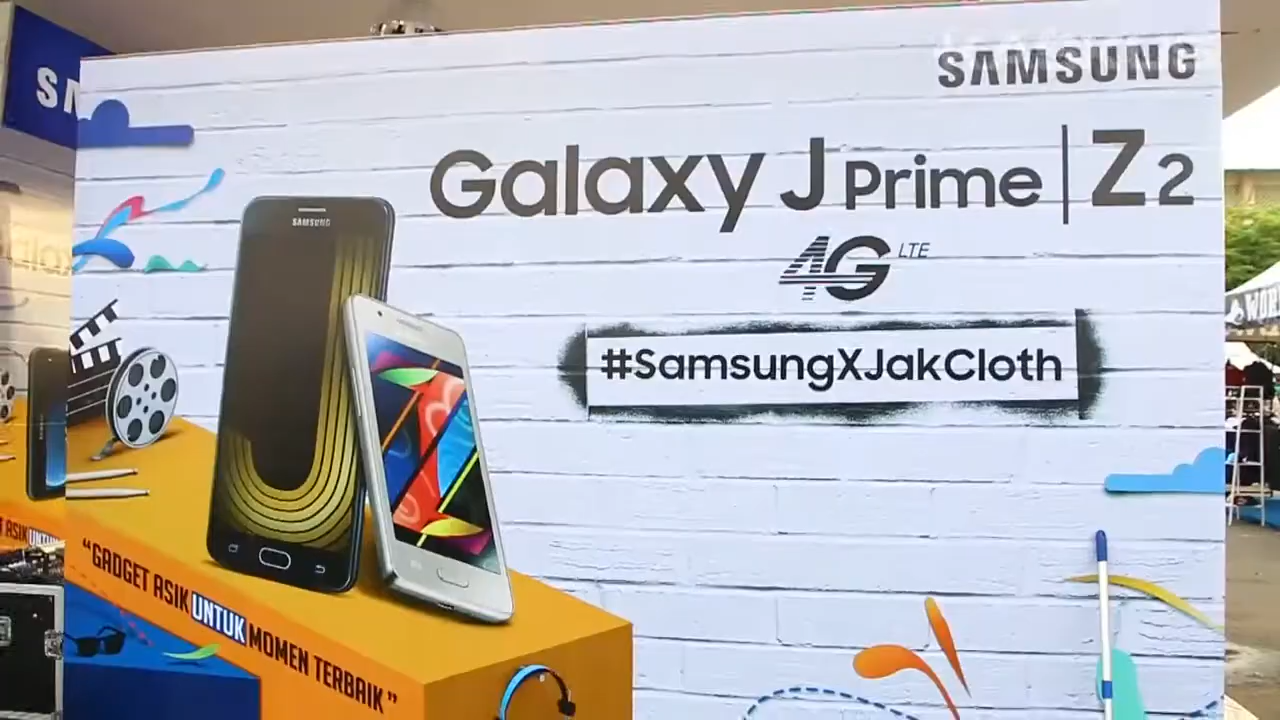 SAMSUNG
Galaxy J Prime | Z2
4G LTE
#SamsungXJakCloth
SAMSUNG
"GADGET ASIK UNTUK MOMEN TERBAIK"